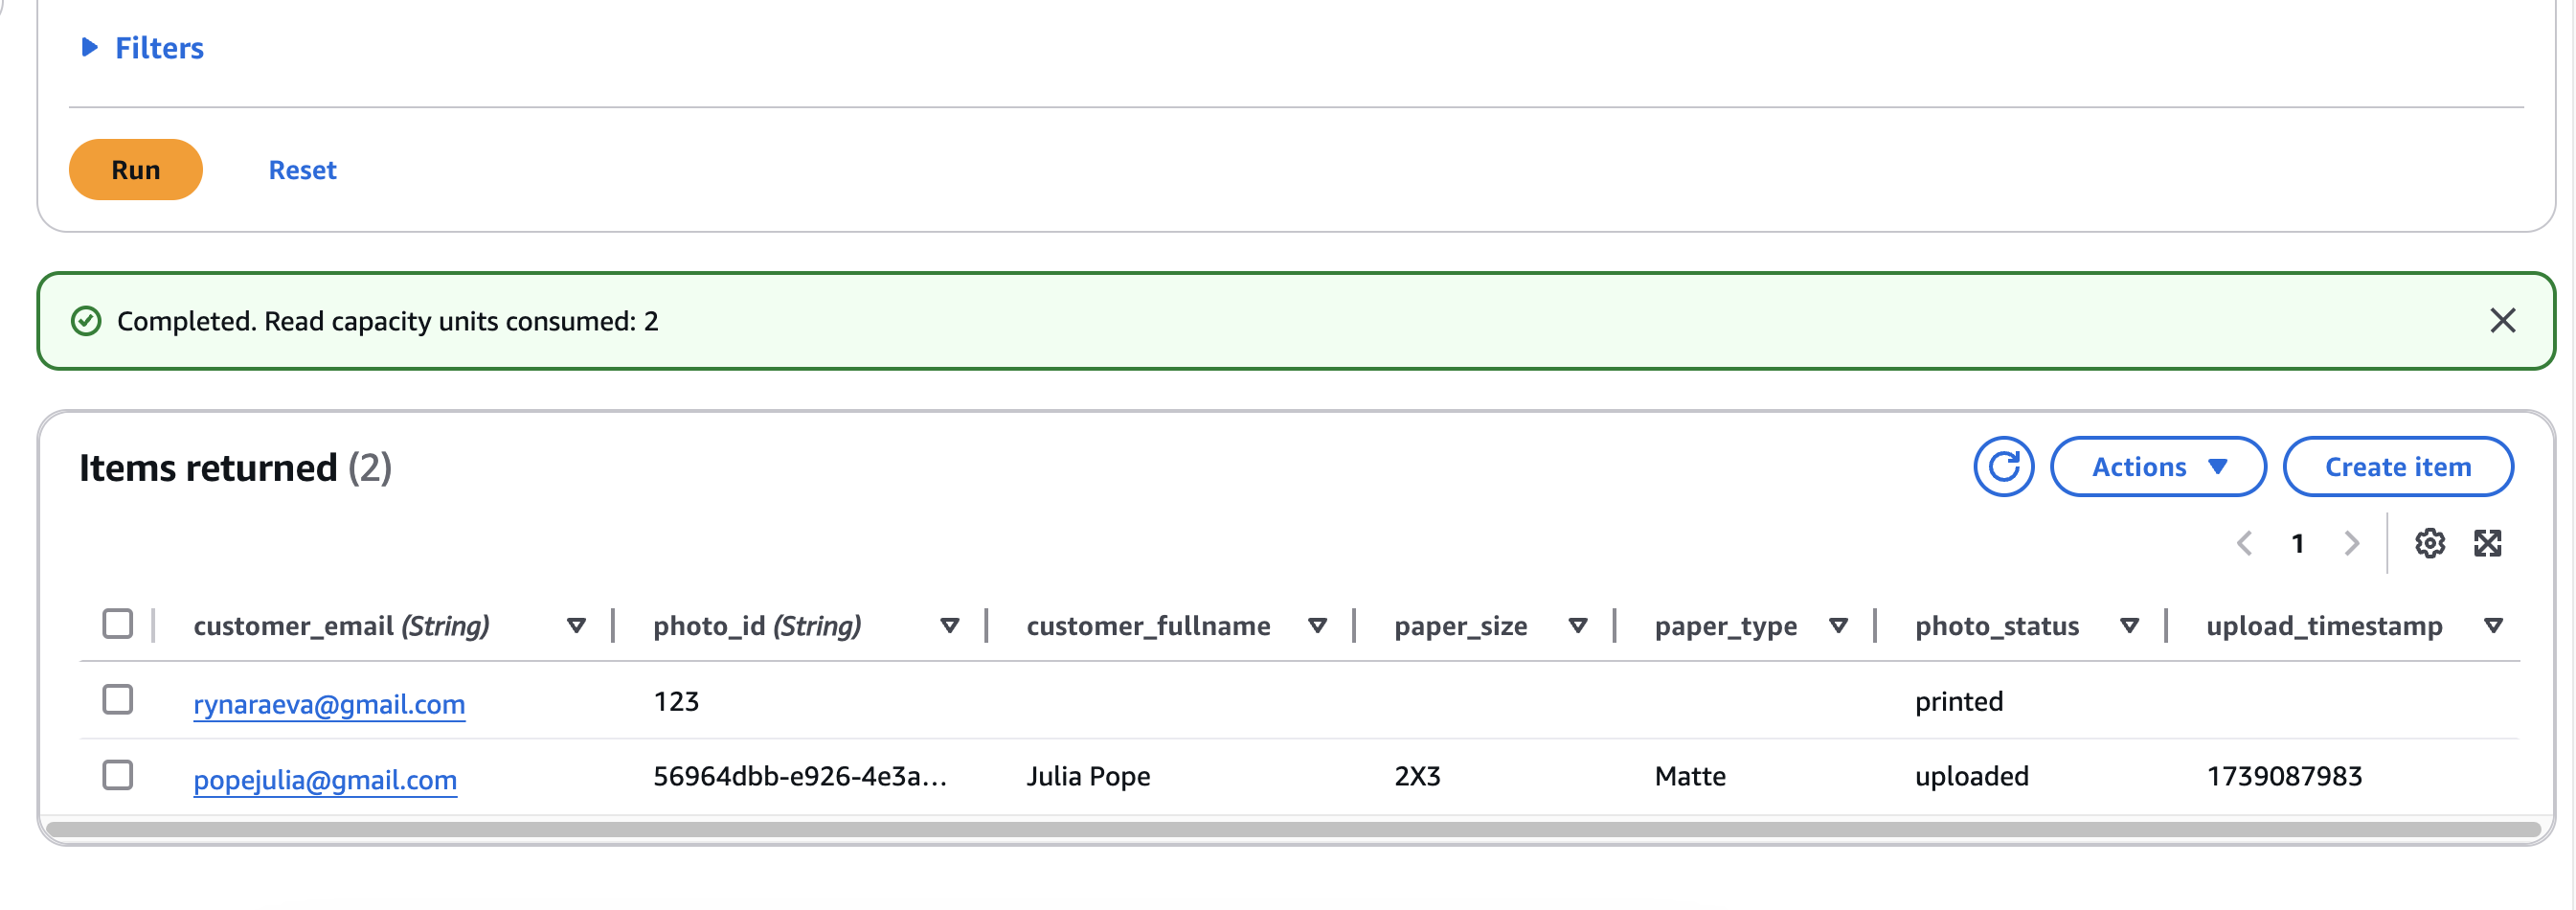 Filters
Run Reset
Completed. Read capacity units consumed: 2
Items returned (2)
Actions Create item
1
customer_email (String) photo_id (String) customer_fullname paper_size paper_type photo_status upload_timestamp
rynaraeva@gmail.com 123 printed
popejulia@gmail.com 56964dbb-e926-4e3a... Julia Pope 2X3 Matte uploaded 1739087983